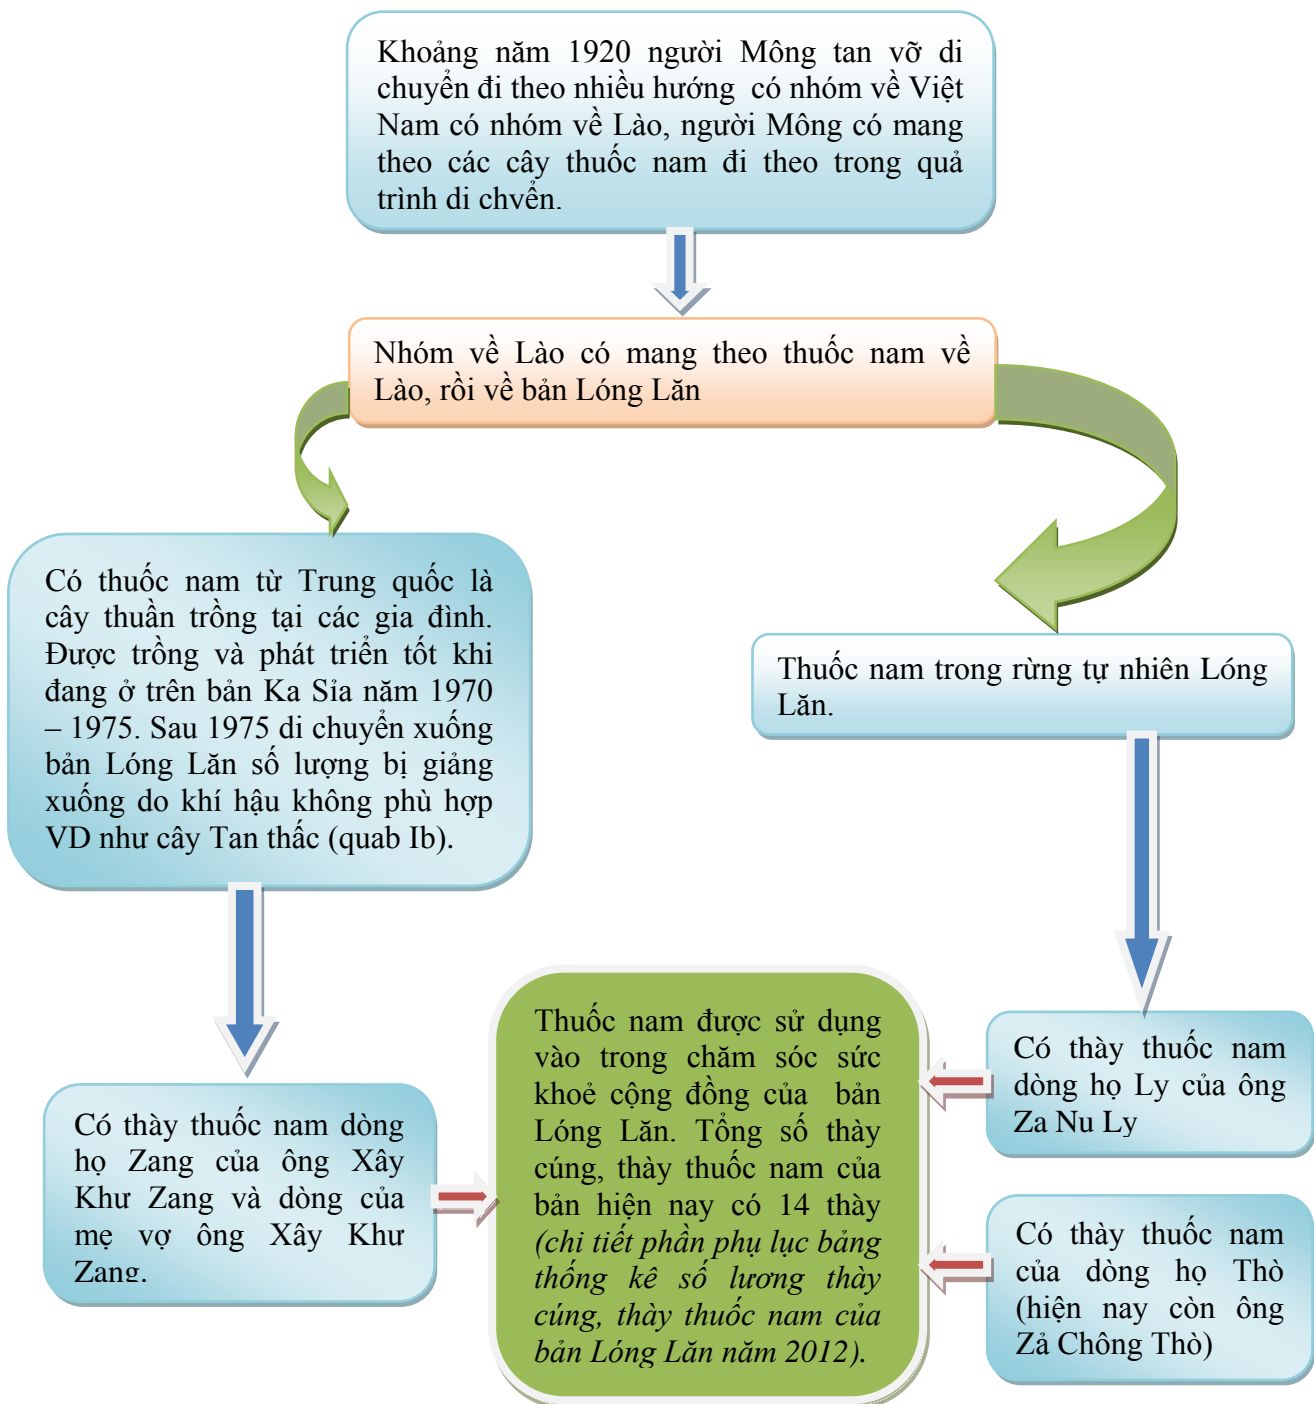 Khoảng năm 1920 người Mông tan vỡ di
chuyển đi theo nhiều hướng có nhóm về Việt
Nam có nhóm về Lào, người Mông có mang
theo các cây thuốc nam đi theo trong quả
trình di chvển.
Nhóm về Lào có mang theo thuốc nam về
Lào, rồi về bản Lóng Lăn
Có thuốc nam từ Trung quốc là
cây thuần trồng tại các gia đình.
Được trồng và phát triển tốt khi
đang ở trên bản Ka Sỉa năm 1970
– 1975. Sau 1975 di chuyển xuống
bản Lóng Lăn số lượng bị giảng
xuống do khí hậu không phù hợp
VD như cây Tan thấc (quab Ib).
Thuốc nam trong rừng tự nhiên Lóng
Lăn.
Có thày thuốc nam dòng
họ Zang của ông Xây
Khư Zang và dòng của
mẹ vợ ông Xây Khư
Zang.
Thuốc nam được sử dụng
vào trong chăm sóc sức
khoẻ cộng đồng của bản
Lóng Lăn. Tổng số thày
cúng, thày thuốc nam của
bản hiện nay có 14 thày
(chi tiết phần phụ lục bảng
thống kê số lương thày
cúng, thày thuốc nam của
bản Lóng Lăn năm 2012).
Có thày thuốc nam
dòng họ Ly của ông
Za Nu Ly
Có thày thuốc nam
của dòng họ Thò
(hiện nay còn ông
Zả Chông Thò)